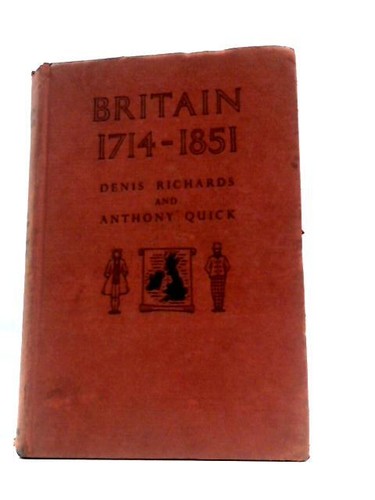 BRITAIN
1714-1851
DENIS RICHARDS
AND
ANTHONY QUICK